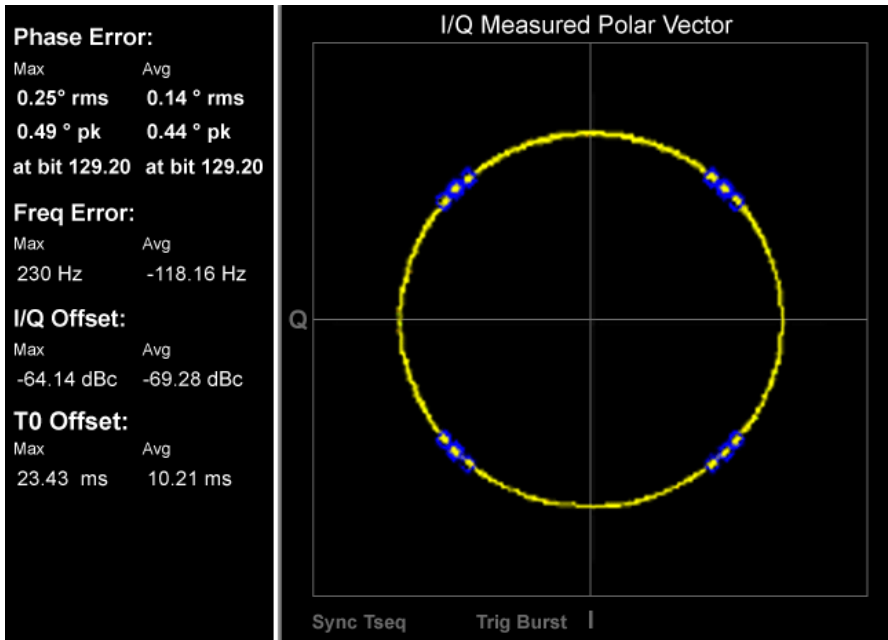 I/Q Measured Polar Vector
Phase Error:
Max Avg
0.25° rms 0.14 ° rms
0.49 ° pk 0.44 ° pk
at bit 129.20 at bit 129.20
Freq Error:
Max Avg
230 Hz -118.16 Hz
I/Q Offset:
Max Avg
-64.14 dBc -69.28 dBc
T0 Offset:
Max Avg
23.43 ms 10.21 ms
Q
Sync Tseq Trig Burst I